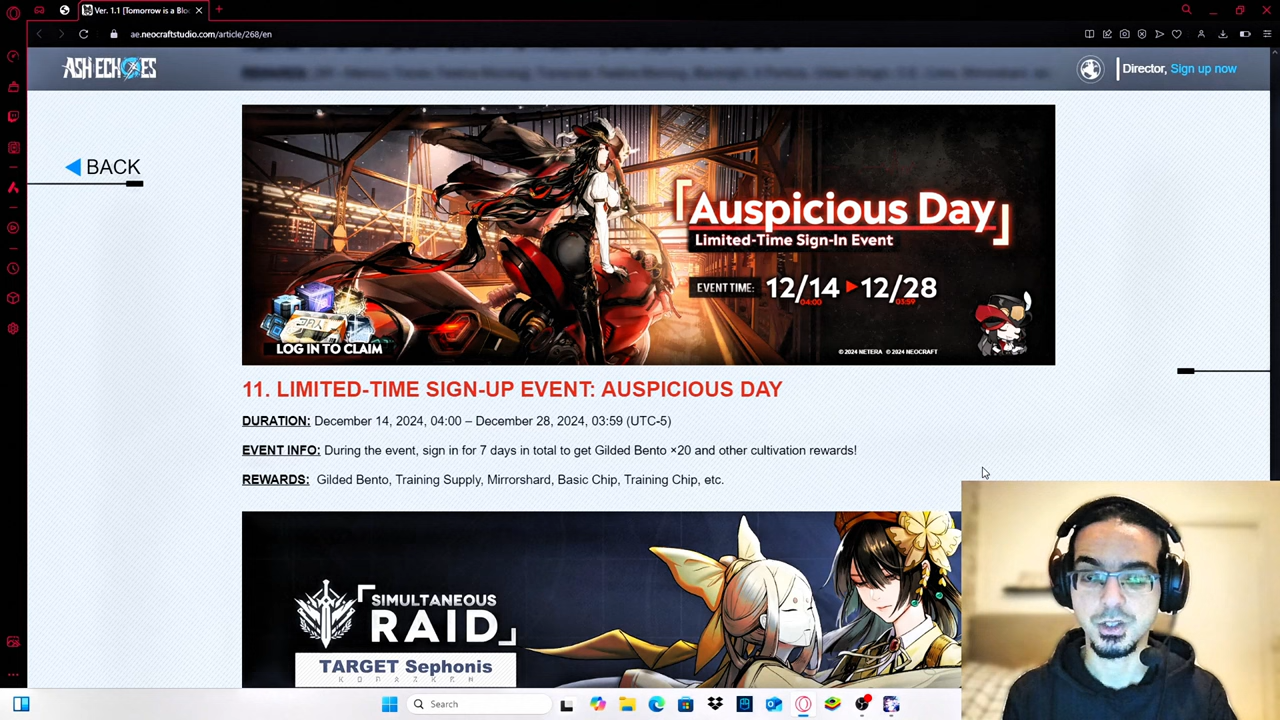 Ver. 1.1 [Tomorrow is a Blo
ae.neocraftstudio.com/article/268/en
ASH ECHOES
Director, Sign up now
BACK
「Auspicious Day」
Limited-Time Sign-In Event
EVENT TIME: 12/14 ▶ 12/28
04:00 03:59
LOG IN TO CLAIM
© 2024 NETERA © 2024 NEOCRAFT
11. LIMITED-TIME SIGN-UP EVENT: AUSPICIOUS DAY
DURATION: December 14, 2024, 04:00 – December 28, 2024, 03:59 (UTC-5)
EVENT INFO: During the event, sign in for 7 days in total to get Gilded Bento ×20 and other cultivation rewards!
REWARDS: Gilded Bento, Training Supply, Mirrorshard, Basic Chip, Training Chip, etc.
「SIMULTANEOUS
RAID」
TARGET Sephonis
Search